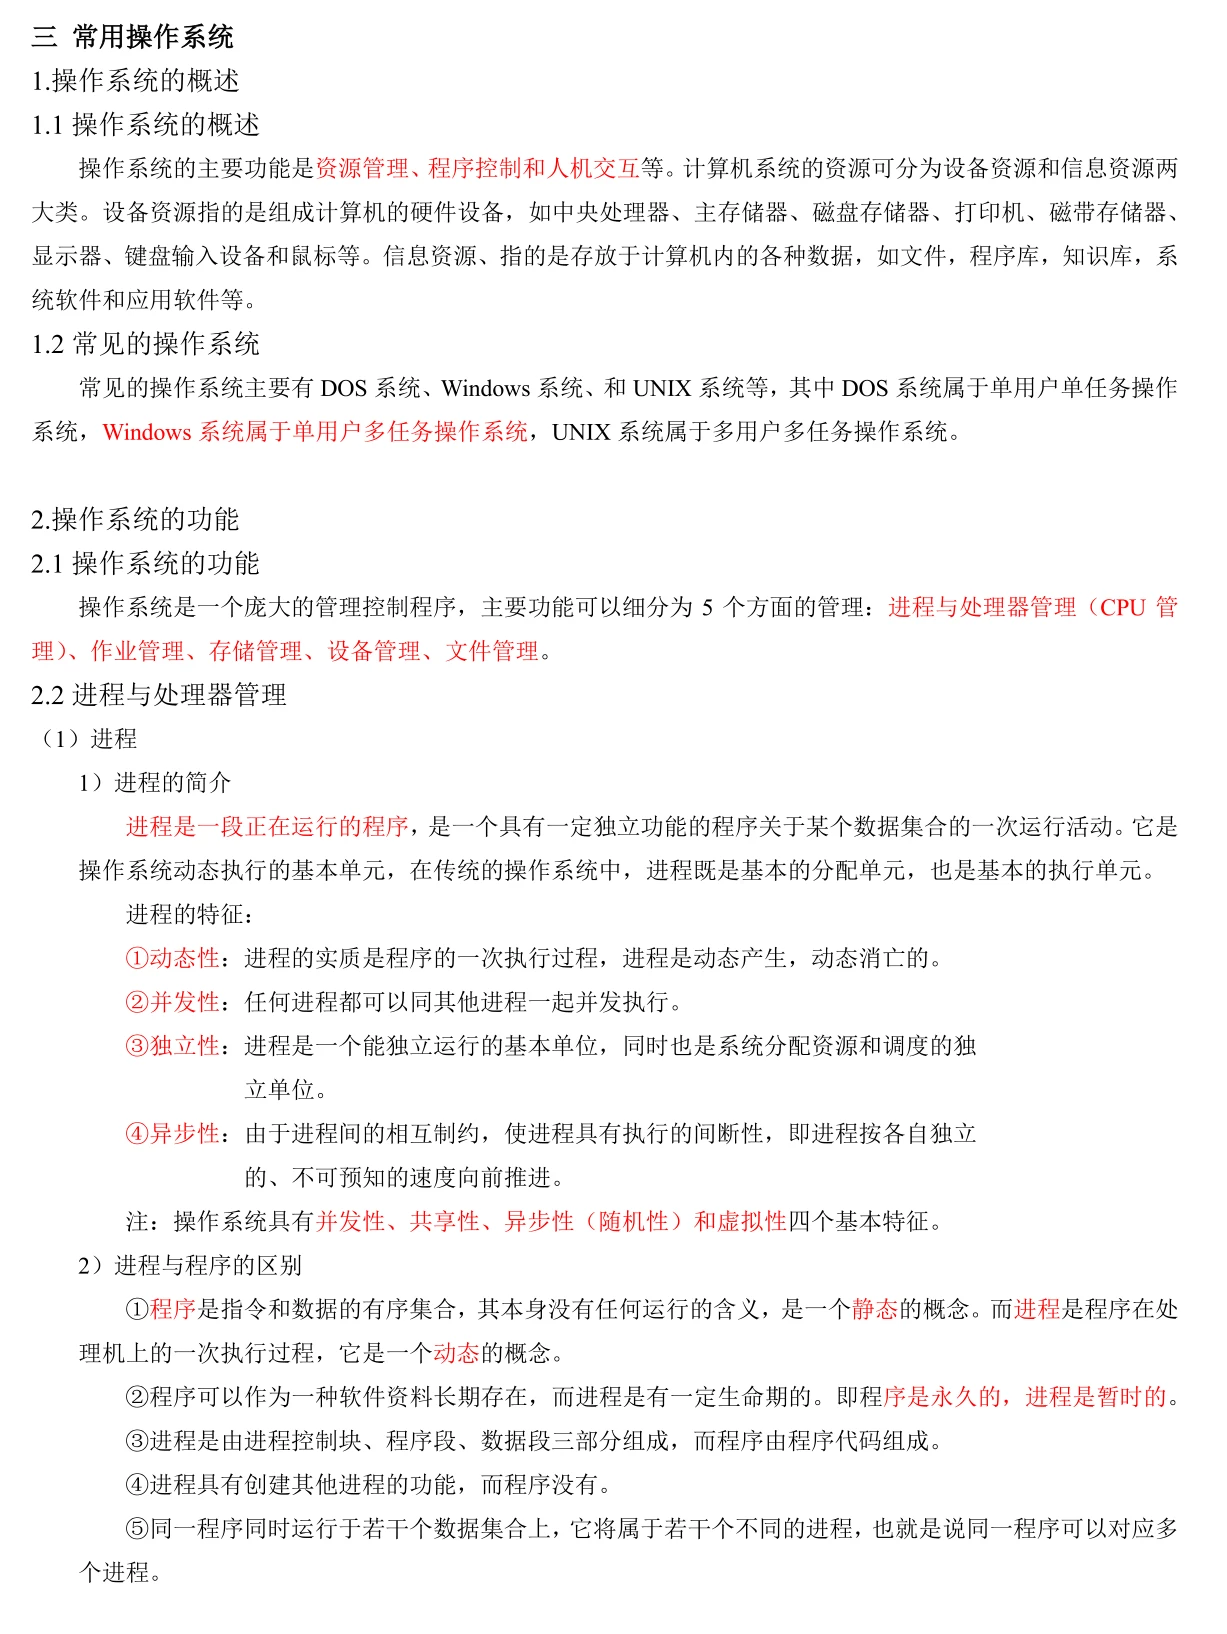 三 常用操作系统
1.操作系统的概述
1.1 操作系统的概述
操作系统的主要功能是资源管理、程序控制和人机交互等。计算机系统的资源可分为设备资源和信息资源两
大类。设备资源指的是组成计算机的硬件设备，如中央处理器、主存储器、磁盘存储器、打印机、磁带存储器、
显示器、键盘输入设备和鼠标等。信息资源、指的是存放于计算机内的各种数据，如文件，程序库，知识库，系
统软件和应用软件等。
1.2 常见的操作系统
常见的操作系统主要有 DOS 系统、Windows 系统、和 UNIX 系统等，其中 DOS 系统属于单用户单任务操作
系统，Windows 系统属于单用户多任务操作系统，UNIX 系统属于多用户多任务操作系统。
2.操作系统的功能
2.1 操作系统的功能
操作系统是一个庞大的管理控制程序，主要功能可以细分为 5 个方面的管理：进程与处理器管理（CPU 管
理）、作业管理、存储管理、设备管理、文件管理。
2.2 进程与处理器管理
（1）进程
1）进程的简介
进程是一段正在运行的程序，是一个具有一定独立功能的程序关于某个数据集合的一次运行活动。它是
操作系统动态执行的基本单元，在传统的操作系统中，进程既是基本的分配单元，也是基本的执行单元。
进程的特征：
①动态性：进程的实质是程序的一次执行过程，进程是动态产生，动态消亡的。
②并发性：任何进程都可以同其他进程一起并发执行。
③独立性：进程是一个能独立运行的基本单位，同时也是系统分配资源和调度的独
立单位。
④异步性：由于进程间的相互制约，使进程具有执行的间断性，即进程按各自独立
的、不可预知的速度向前推进。
注：操作系统具有并发性、共享性、异步性（随机性）和虚拟性四个基本特征。
2）进程与程序的区别
①程序是指令和数据的有序集合，其本身没有任何运行的含义，是一个静态的概念。而进程是程序在处
理机上的一次执行过程，它是一个动态的概念。
②程序可以作为一种软件资料长期存在，而进程是有一定生命期的。即程序是永久的，进程是暂时的。
③进程是由进程控制块、程序段、数据段三部分组成，而程序由程序代码组成。
④进程具有创建其他进程的功能，而程序没有。
⑤同一程序同时运行于若干个数据集合上，它将属于若干个不同的进程，也就是说同一程序可以对应多
个进程。